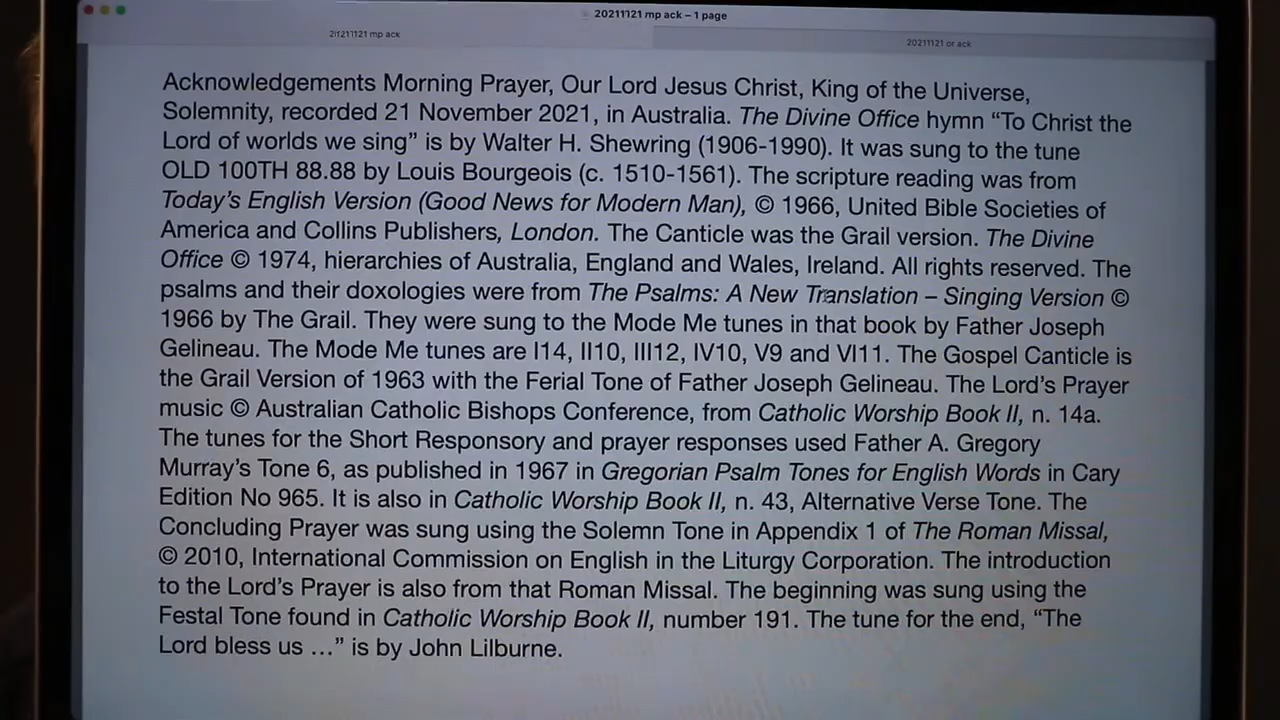 20211121 mp ack – 1 page
20211121 mp ack
20211121 or ack
Acknowledgements Morning Prayer, Our Lord Jesus Christ, King of the Universe,
Solemnity, recorded 21 November 2021, in Australia. The Divine Office hymn “To Christ the
Lord of worlds we sing” is by Walter H. Shewring (1906-1990). It was sung to the tune
OLD 100TH 88.88 by Louis Bourgeois (c. 1510-1561). The scripture reading was from
Today’s English Version (Good News for Modern Man), © 1966, United Bible Societies of
America and Collins Publishers, London. The Canticle was the Grail version. The Divine
Office © 1974, hierarchies of Australia, England and Wales, Ireland. All rights reserved. The
psalms and their doxologies were from The Psalms: A New Translation – Singing Version ©
1966 by The Grail. They were sung to the Mode Me tunes in that book by Father Joseph
Gelineau. The Mode Me tunes are I14, II10, III12, IV10, V9 and VI11. The Gospel Canticle is
the Grail Version of 1963 with the Ferial Tone of Father Joseph Gelineau. The Lord’s Prayer
music © Australian Catholic Bishops Conference, from Catholic Worship Book II, n. 14a.
The tunes for the Short Responsory and prayer responses used Father A. Gregory
Murray’s Tone 6, as published in 1967 in Gregorian Psalm Tones for English Words in Cary
Edition No 965. It is also in Catholic Worship Book II, n. 43, Alternative Verse Tone. The
Concluding Prayer was sung using the Solemn Tone in Appendix 1 of The Roman Missal,
© 2010, International Commission on English in the Liturgy Corporation. The introduction
to the Lord’s Prayer is also from that Roman Missal. The beginning was sung using the
Festal Tone found in Catholic Worship Book II, number 191. The tune for the end, “The
Lord bless us …” is by John Lilburne.